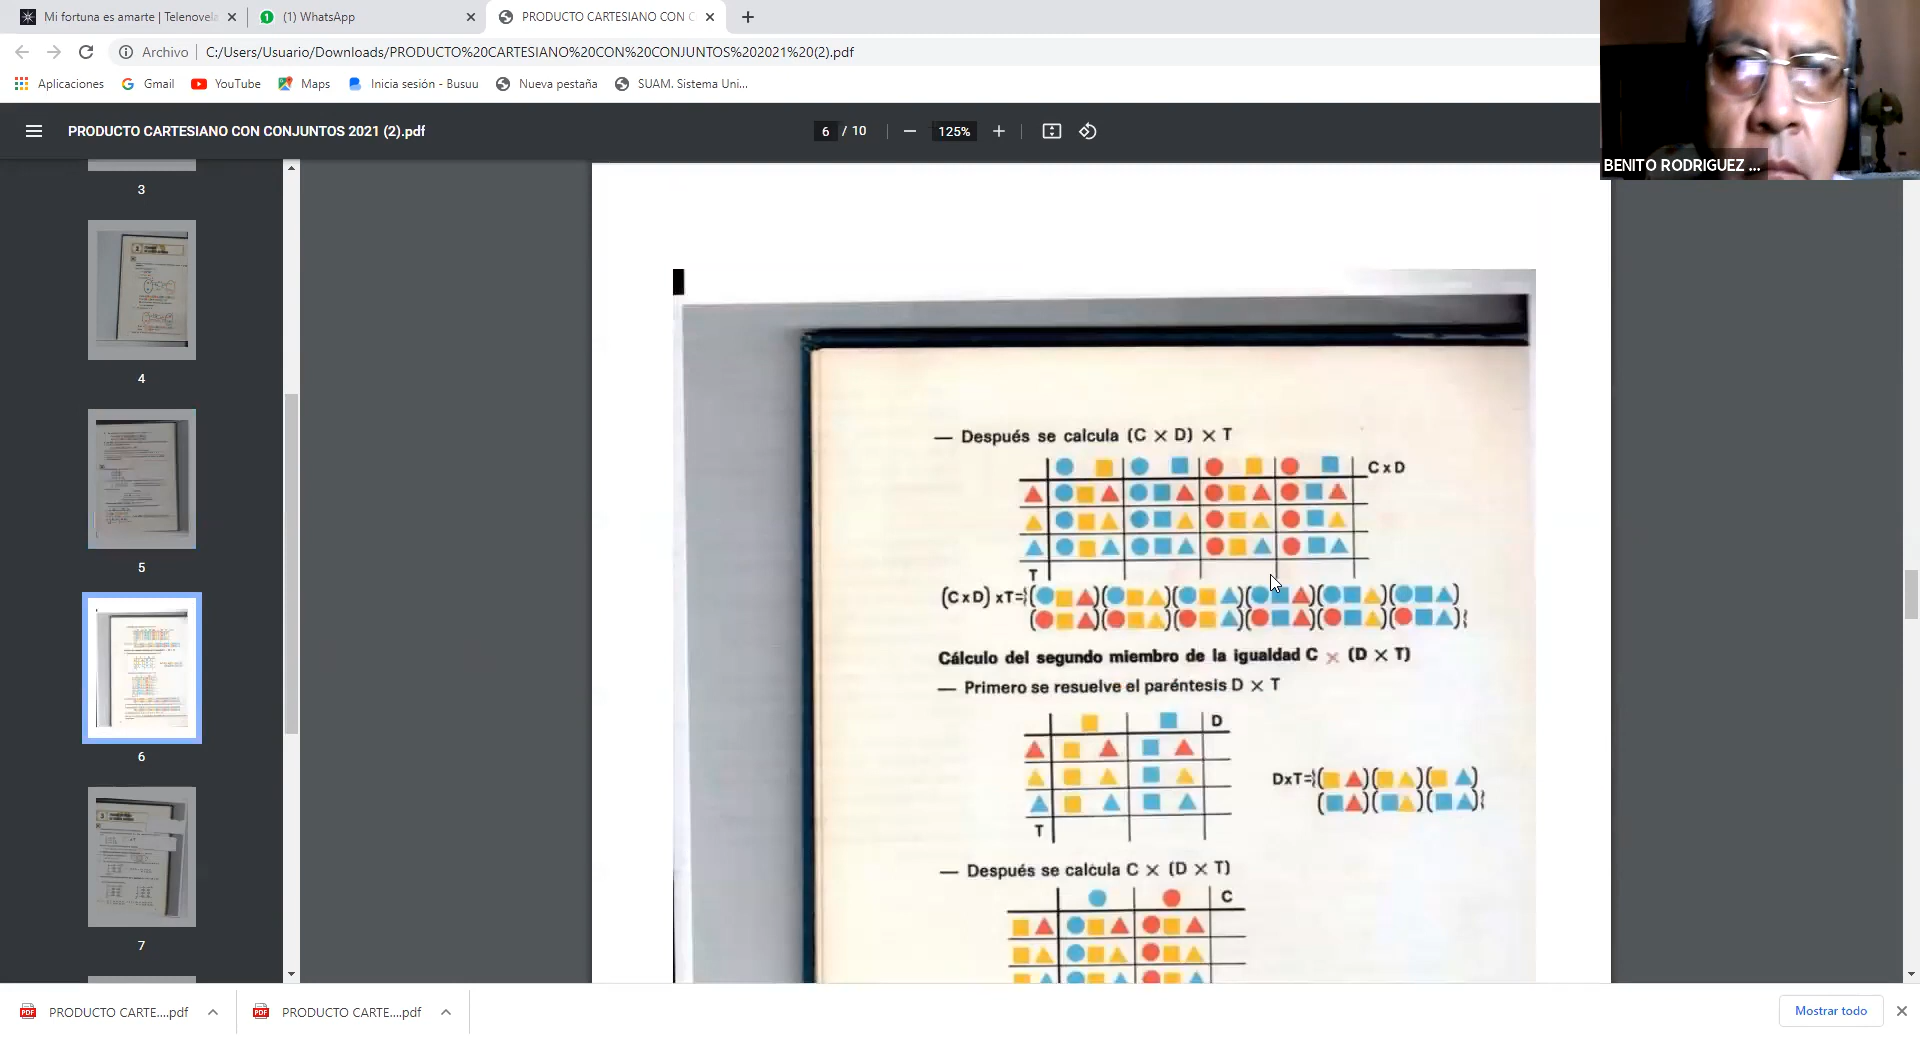 Mi fortuna es amarte | Telenovela
(1) WhatsApp
PRODUCTO CARTESIANO CON C
Archivo
C:/Users/Usuario/Downloads/PRODUCTO%20CARTESIANO%20CON%20CONJUNTOS%202021%20(2).pdf
Aplicaciones
Gmail
YouTube
Maps
Inicia sesión - Busuu
Nueva pestaña
SUAM. Sistema Uni...
PRODUCTO CARTESIANO CON CONJUNTOS 2021 (2).pdf
6 / 10
125%
BENITO RODRIGUEZ ...
3
4
5
6
7
— Después se calcula (C × D) × T
C x D
T
(C x D) xT=
Cálculo del segundo miembro de la igualdad C × (D × T)
— Primero se resuelve el paréntesis D × T
D
DxT=
T
— Después se calcula C × (D × T)
C
PRODUCTO CARTE....pdf
PRODUCTO CARTE....pdf
Mostrar todo